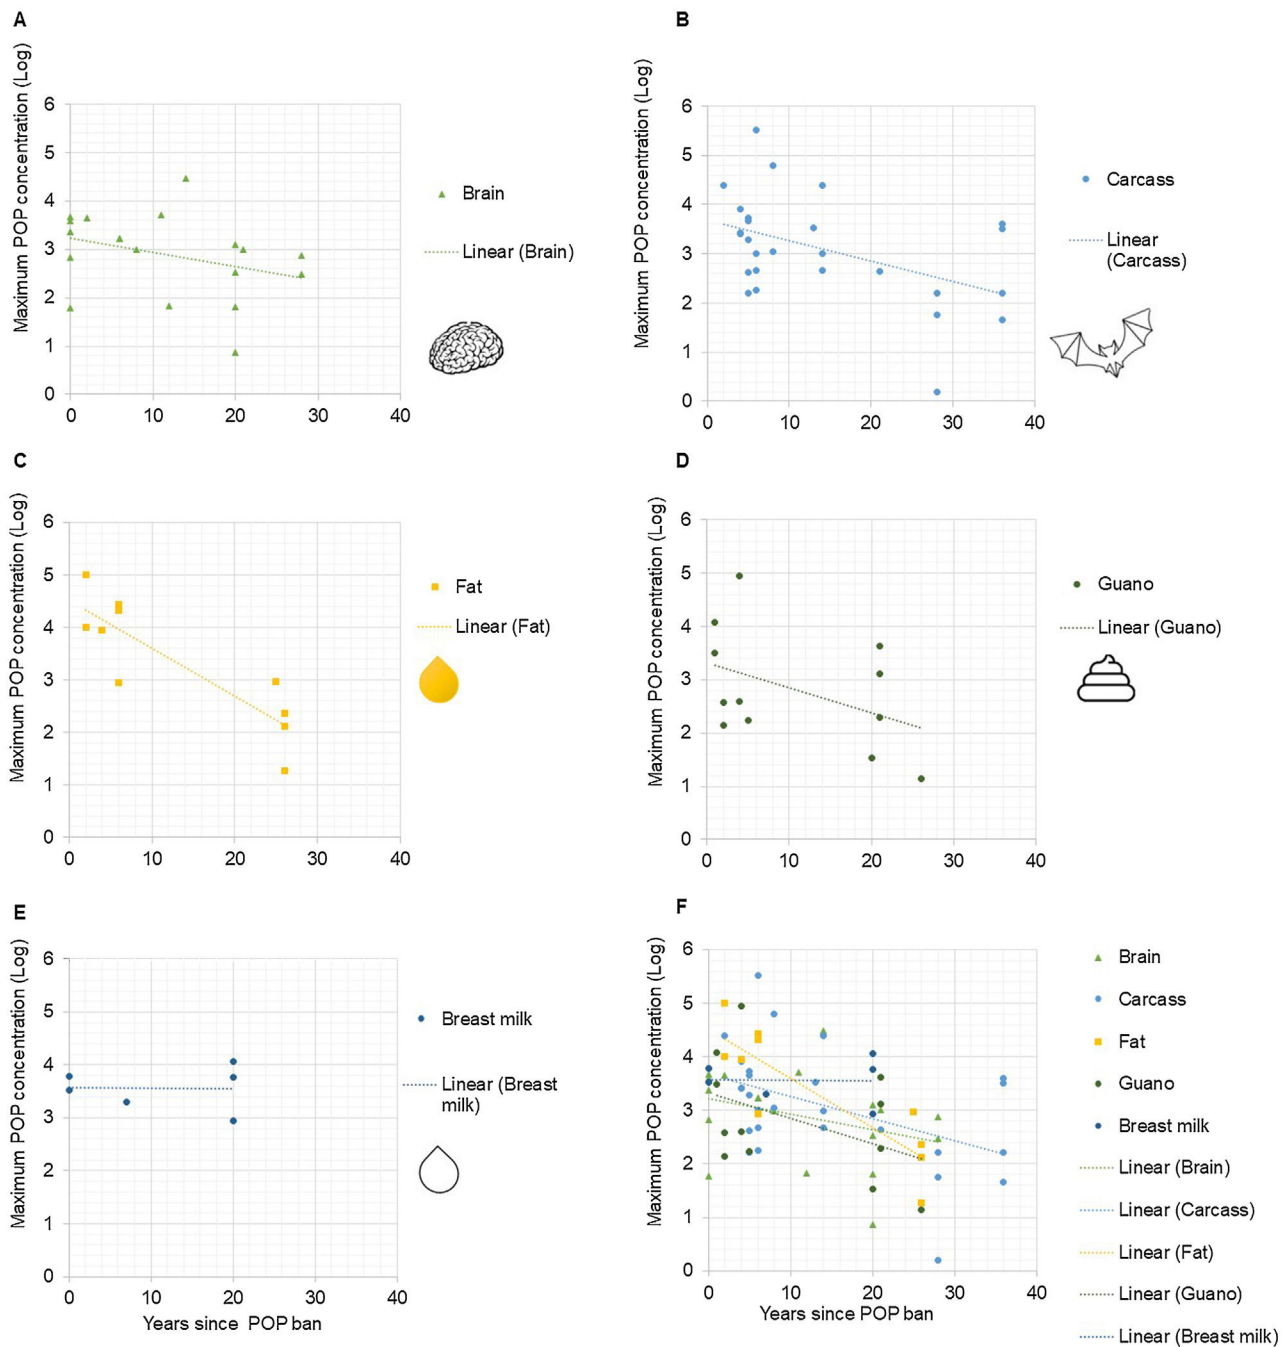 A
Maximum POP concentration (Log)
6
5
4
3
2
1
0
0 10 20 30 40
Brain
Linear (Brain)
B
Maximum POP concentration (Log)
6
5
4
3
2
1
0
0 10 20 30 40
Carcass
Linear
(Carcass)
C
Maximum POP concentration (Log)
6
5
4
3
2
1
0
0 10 20 30 40
Fat
Linear (Fat)
D
Maximum POP concentration (Log)
6
5
4
3
2
1
0
0 10 20 30 40
Guano
Linear (Guano)
E
Maximum POP concentration (Log)
6
5
4
3
2
1
0
0 10 20 30 40
Years since POP ban
Breast milk
Linear (Breast
milk)
F
Maximum POP concentration (Log)
6
5
4
3
2
1
0
0 10 20 30 40
Years since POP ban
Brain
Carcass
Fat
Guano
Breast milk
Linear (Brain)
Linear (Carcass)
Linear (Fat)
Linear (Guano)
Linear (Breast milk)